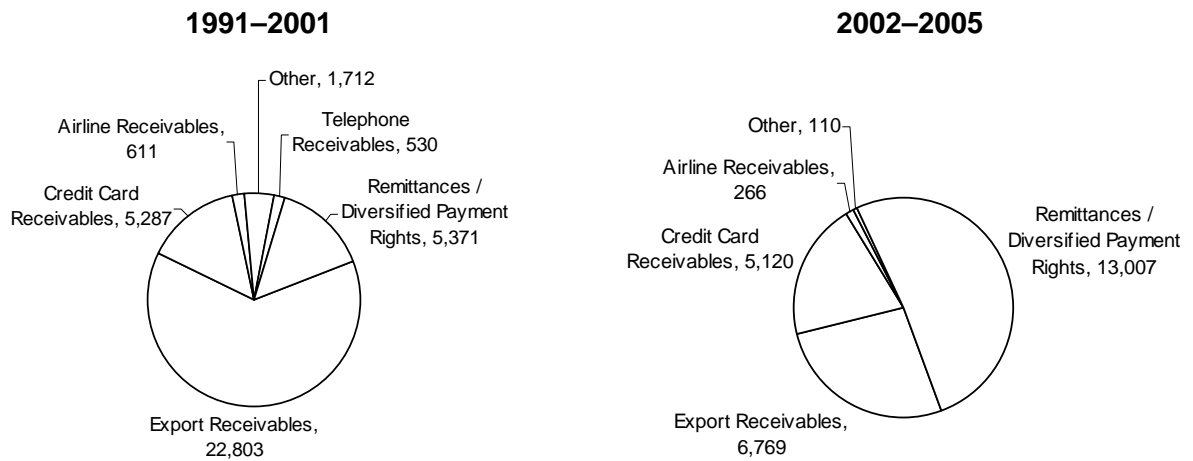 1991–2001
Other, 1,712
Telephone
Receivables, 530
Airline Receivables,
611
Credit Card
Receivables, 5,287
Remittances /
Diversified Payment
Rights, 5,371
Export Receivables,
22,803
2002–2005
Other, 110
Airline Receivables,
266
Credit Card
Receivables, 5,120
Remittances /
Diversified Payment
Rights, 13,007
Export Receivables,
6,769